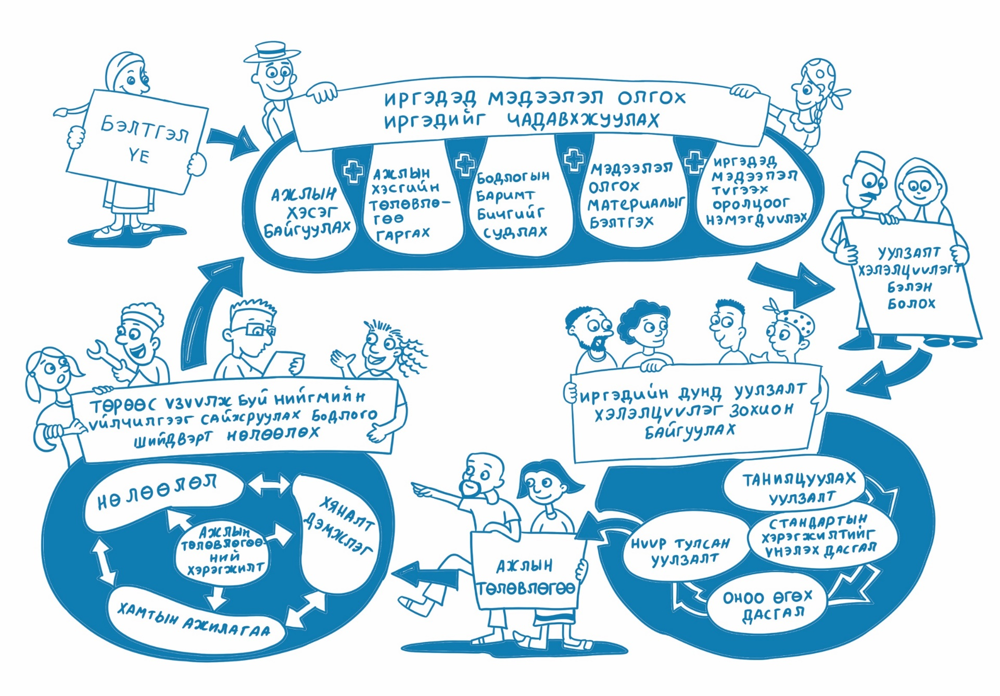 БЭЛТГЭЛ
ҮЕ
ИРГЭДЭД МЭДЭЭЛЭЛ ОЛГОХ
ИРГЭДИЙГ ЧАДАВХЖУУЛАХ
АЖЛЫН
ХЭСЭГ
БАЙГУУЛАХ
АЖЛЫН
ХЭСГИЙН
ТӨЛӨВЛӨ-
ГӨӨ
ГАРГАХ
БОДЛОГЫН
БАРИМТ
БИЧГИЙГ
СУДЛАХ
МЭДЭЭЛЭЛ
ОЛГОХ
МАТЕРИАЛЫГ
БЭЛТГЭХ
ИРГЭДЭД
МЭДЭЭЛЭЛ
ТҮГЭЭХ
ОРОЛЦООГ
НЭМЭГДҮҮЛЭХ
УУЛЗАЛТ
ХЭЛЭЛЦҮҮЛЭГТ
БЭЛЭН
БОЛОХ
ИРГЭДИЙН ДУНД УУЛЗАЛТ
ХЭЛЭЛЦҮҮЛЭГ ЗОХИОН
БАЙГУУЛАХ
ТАНИЛЦУУЛАХ
УУЛЗАЛТ
СТАНДАРТЫН
ХЭРЭГЖИЛТИЙГ
ҮНЭЛЭХ ДАСГАЛ
ОНОО ӨГӨХ
ДАСГАЛ
НҮҮР ТУЛСАН
УУЛЗАЛТ
АЖЛЫН
ТӨЛӨВЛӨГӨӨ
ТӨРӨӨС ҮЗҮҮЛЖ БУЙ НИЙГМИЙН
ҮЙЛЧИЛГЭЭГ САЙЖРУУЛАХ БОДЛОГО
ШИЙДВЭРТ НӨЛӨӨЛӨХ
НӨЛӨӨЛӨЛ
ХЯНАЛТ
ДЭМЖЛЭГ
АЖЛЫН
ТӨЛӨВЛӨГӨӨ-
НИЙ
ХЭРЭГЖИЛТ
ХАМТЫН АЖИЛАГАА